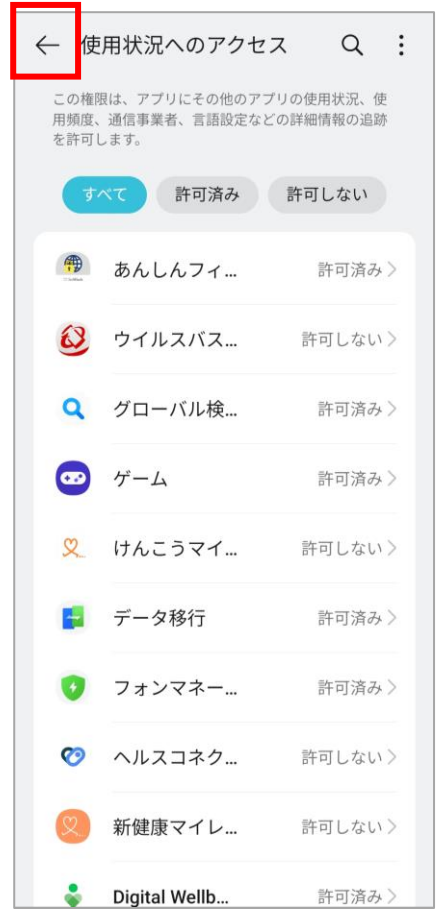 使用状況へのアクセス
この権限は、アプリにその他のアプリの使用状況、使
用頻度、通信事業者、言語設定などの詳細情報の追跡
を許可します。
すべて 許可済み 許可しない
あんしんフィ... 許可済み
ウイルスバス... 許可しない
グローバル検... 許可済み
ゲーム 許可済み
けんこうマイ... 許可しない
データ移行 許可済み
フォンマネー... 許可済み
ヘルスコネク... 許可しない
新健康マイレ... 許可しない
Digital Wellb... 許可済み